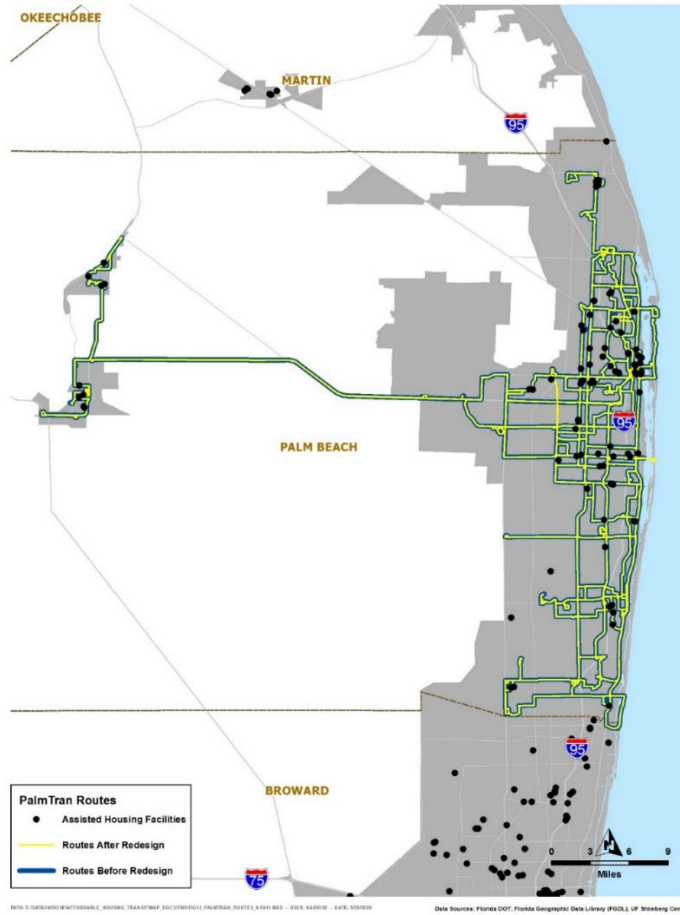 OKEECHOBEE
MARTIN
95
PALM BEACH
95
95
BROWARD
75
PalmTran Routes
Assisted Housing Facilities
Routes After Redesign
Routes Before Redesign
0 3 6 9
Miles
Data Sources: Florida DOT; Florida Geographic Data Library (FGDL), UF Shimberg Cen